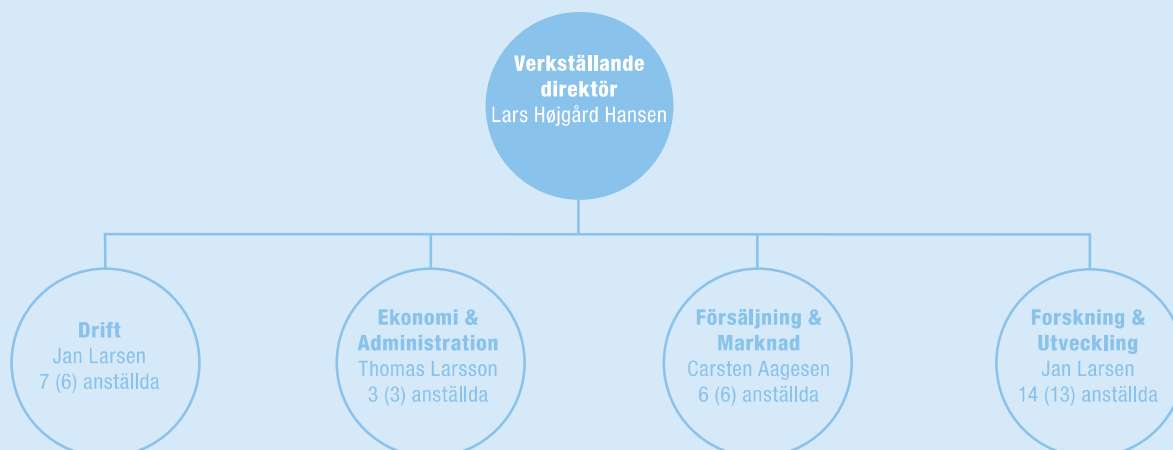 Verkställande
direktör
Lars Højgård Hansen
Drift
Jan Larsen
7 (6) anställda
Ekonomi &
Administration
Thomas Larsson
3 (3) anställda
Försäljning &
Marknad
Carsten Aagesen
6 (6) anställda
Forskning &
Utveckling
Jan Larsen
14 (13) anställda